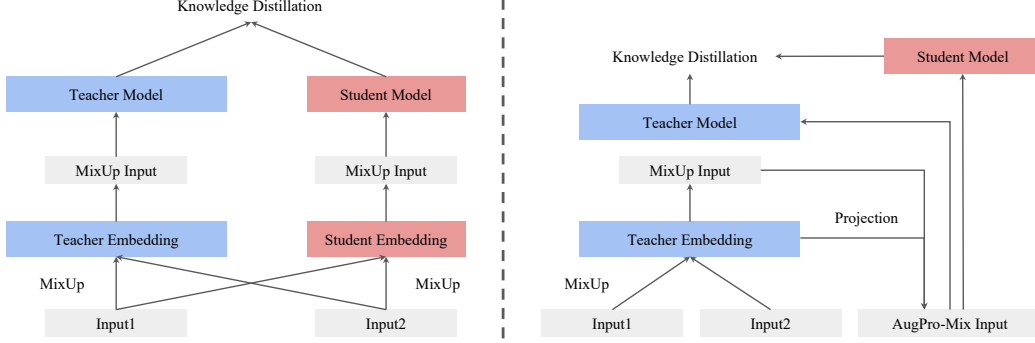 Knowledge Distillation
Teacher Model
Student Model
MixUp Input
MixUp Input
Teacher Embedding
Student Embedding
MixUp
MixUp
Input1
Input2
Student Model
Knowledge Distillation
Teacher Model
MixUp Input
Projection
Teacher Embedding
MixUp
Input1
Input2
AugPro-Mix Input